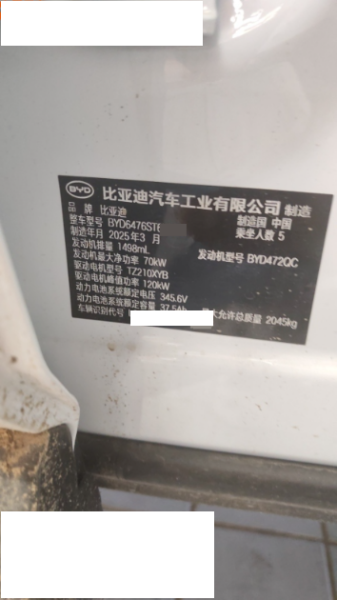 BYD 比亚迪汽车工业有限公司 制造
品 牌 比亚迪 制造国 中国
整车型号 BYD6476ST6 乘坐人数 5
制造年月 2025年3 月
发动机排量 1498mL 发动机型号 BYD472QC
发动机最大净功率 70kW
驱动电机型号 TZ210XYB
驱动电机峰值功率 120kW
动力电池系统额定电压 345.6V
动力电池系统额定容量 37.5Ah 大允许总质量 2045kg
车辆识别代号